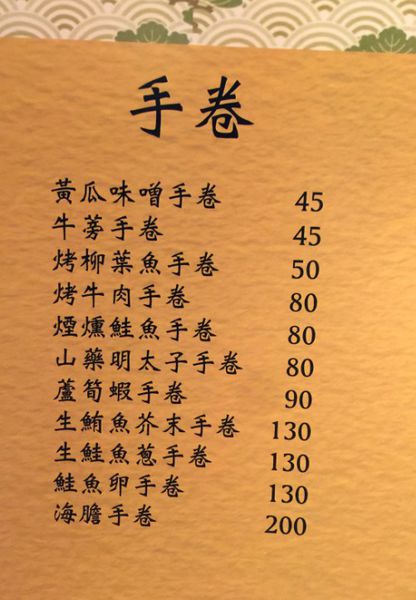 手卷
黃瓜味噌手卷 45
牛蒡手卷 45
烤柳葉魚手卷 50
烤牛肉手卷 80
煙燻鮭魚手卷 80
山藥明太子手卷 80
蘆筍蝦手卷 90
生鮪魚芥末手卷 130
生鮭魚蔥手卷 130
鮭魚卵手卷 130
海膽手卷 200